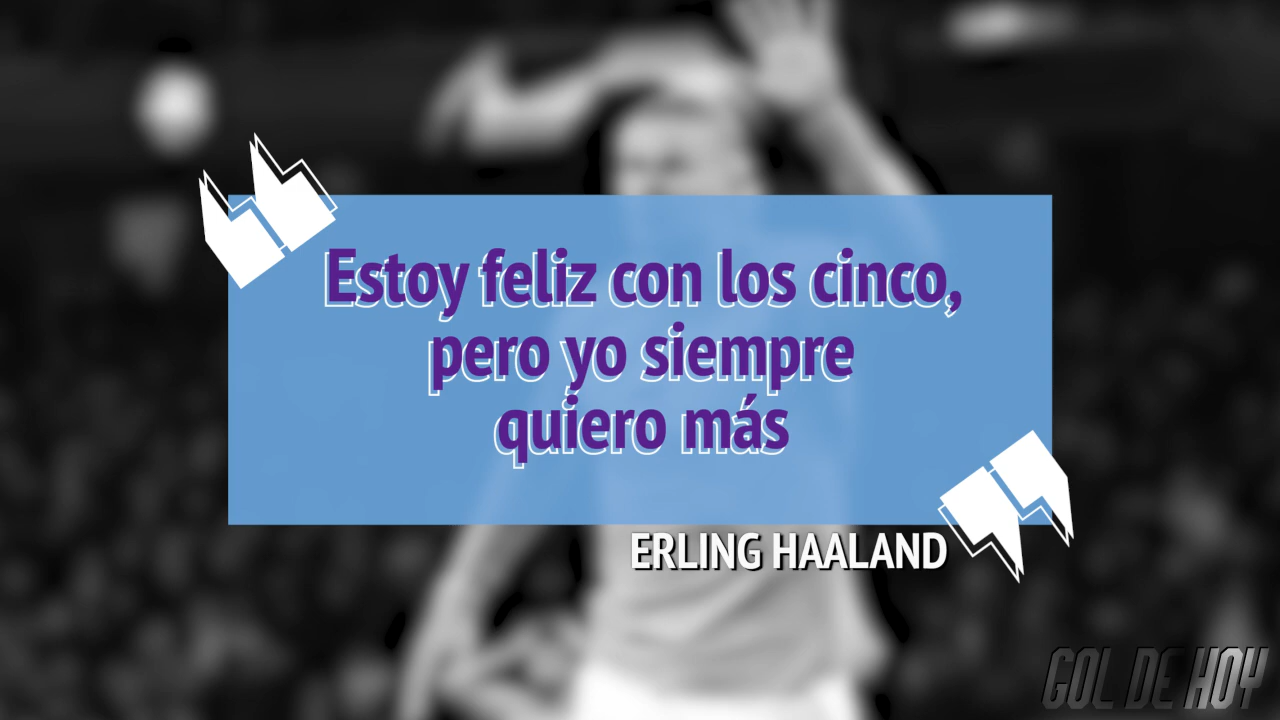 Estoy feliz con los cinco,
pero yo siempre
quiero más
ERLING HAALAND
GOL DE HOY